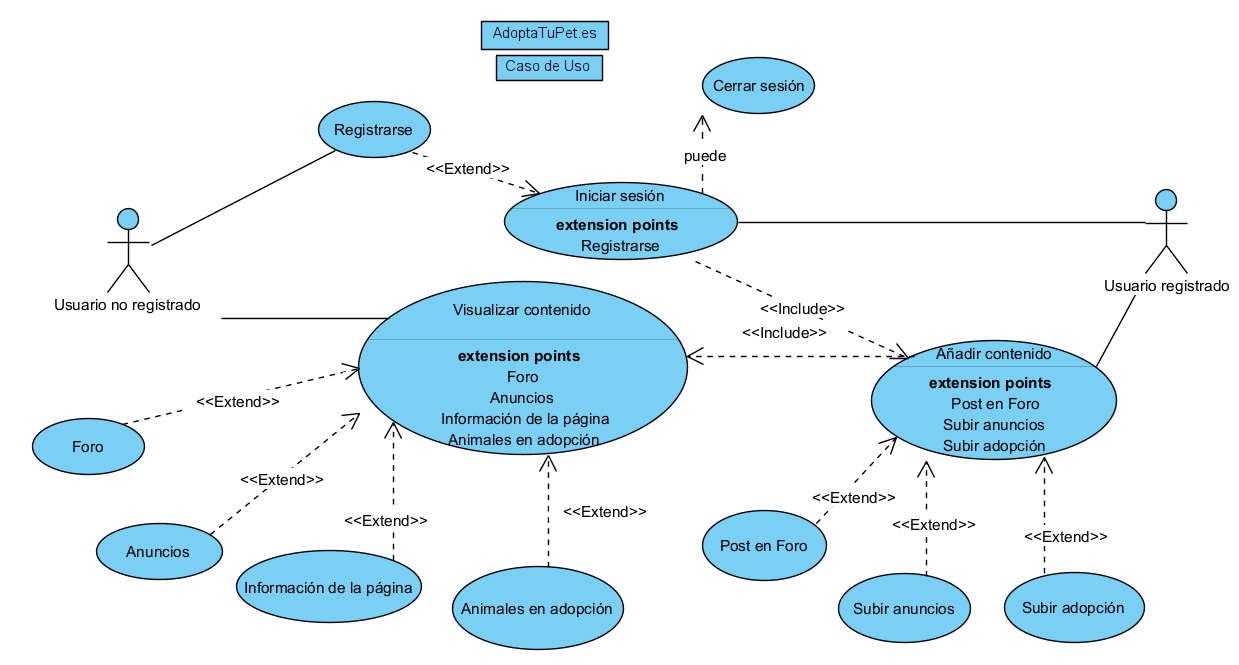 AdoptaTuPet.es
Caso de Uso
Cerrar sesión
Registrarse
puede
<<Extend>>
Iniciar sesión
extension points
Registrarse
Usuario no registrado
Usuario registrado
<<Include>>
<<Include>>
Visualizar contenido
extension points
Foro
Anuncios
Información de la página
Animales en adopción
Añadir contenido
extension points
Post en Foro
Subir anuncios
Subir adopción
<<Extend>>
Foro
<<Extend>>
Anuncios
<<Extend>>
Información de la página
<<Extend>>
Animales en adopción
<<Extend>>
Post en Foro
<<Extend>>
Subir anuncios
<<Extend>>
Subir adopción